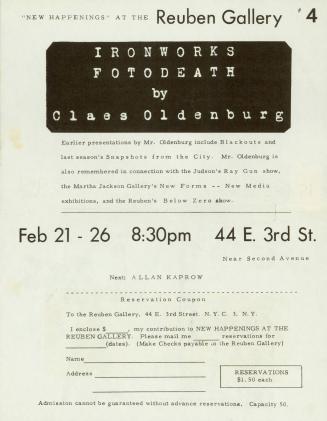 "NEW HAPPENINGS" AT THE Reuben Gallery #4
IRONWORKS
FOTODEATH
by
Claes Oldenburg
Earlier presentations by Mr. Oldenburg include Blackouts and
last season's Snapshots from the City. Mr. Oldenburg is
also remembered in connection with the Judson's Ray Gun show,
the Martha Jackson Gallery's New Forms -- New Media
exhibitions, and the Reuben's Below Zero show.
Feb 21 - 26 8:30pm 44 E. 3rd St.
Near Second Avenue
Next: ALLAN KAPROW
Reservation Coupon
To the Reuben Gallery, 44 E. 3rd Street, N.Y.C. 3, N.Y.
I enclose $____, my contribution to NEW HAPPENINGS AT THE
REUBEN GALLERY. Please mail me ____ reservations for
____(dates). (Make Checks payable to the Reuben Gallery)
Name
Address
RESERVATIONS
$1.50 each
Admission cannot be guaranteed without advance reservations. Capacity 50.